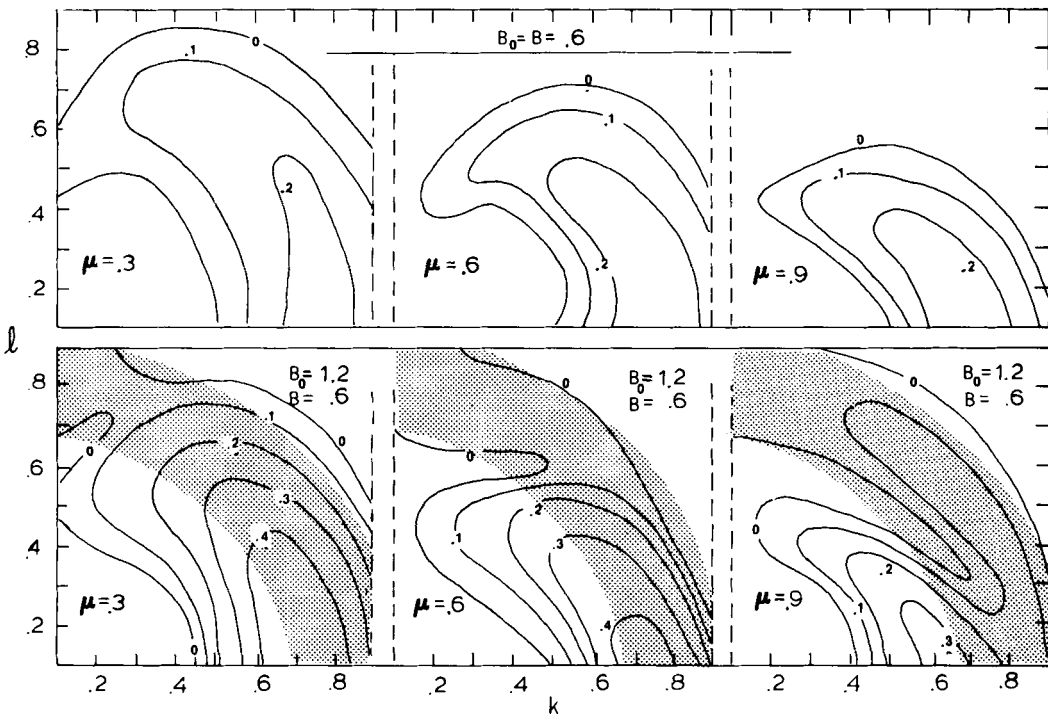 B₀ = B = .6
.8
.6
.4
.2
0
.1
.2
μ = .3
0
.1
.2
μ = .6
0
.1
.2
μ = .9
l
.8
.6
.4
.2
B₀ = 1.2
B = .6
0
.1
.2
.3
.4
0
0
0
μ = .3
B₀ = 1.2
B = .6
0
0
.1
.2
.3
.4
μ = .6
B₀ = 1.2
B = .6
0
0
.1
.2
.3
μ = .9
.2 .4 .6 .8 .2 .4 .6 .8 .2 .4 .6 .8
k